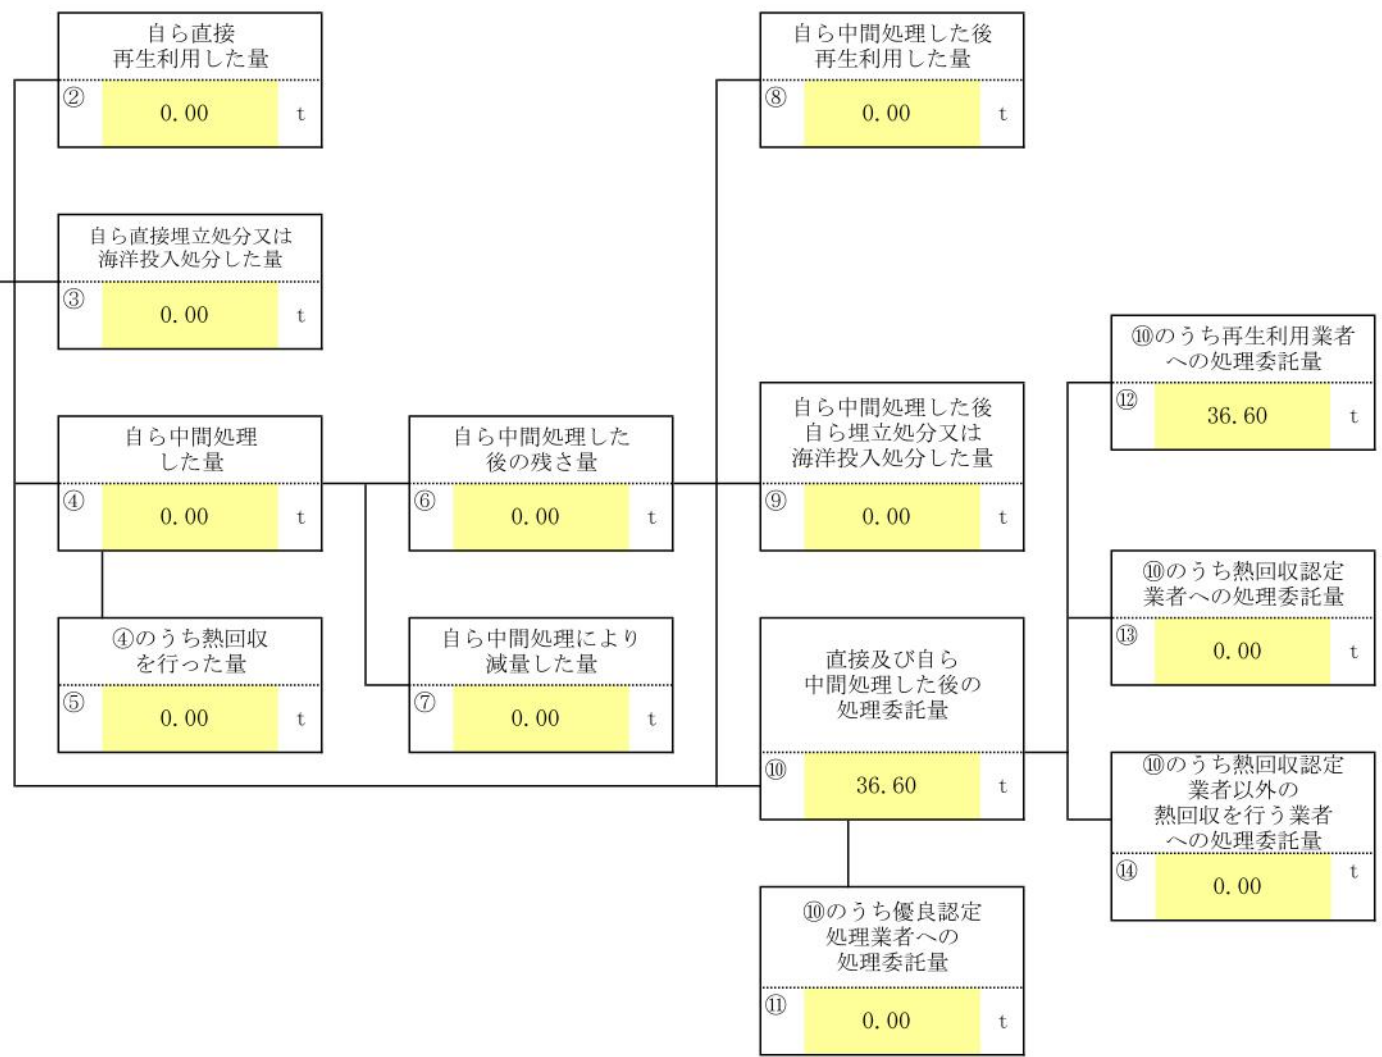 自ら直接
再生利用した量
②
0.00
t
自ら中間処理した後
再生利用した量
⑧
0.00
t
自ら直接埋立処分又は
海洋投入処分した量
③
0.00
t
⑩のうち再生利用業者
への処理委託量
⑫
36.60
t
自ら中間処理
した量
④
0.00
t
自ら中間処理した
後の残さ量
⑥
0.00
t
自ら中間処理した後
自ら埋立処分又は
海洋投入処分した量
⑨
0.00
t
⑩のうち熱回収認定
業者への処理委託量
⑬
0.00
t
④のうち熱回収
を行った量
⑤
0.00
t
自ら中間処理により
減量した量
⑦
0.00
t
直接及び自ら
中間処理した後の
処理委託量
⑩
36.60
t
⑩のうち熱回収認定
業者以外の
熱回収を行う業者
への処理委託量
⑭
0.00
t
⑩のうち優良認定
処理業者への
処理委託量
⑪
0.00
t